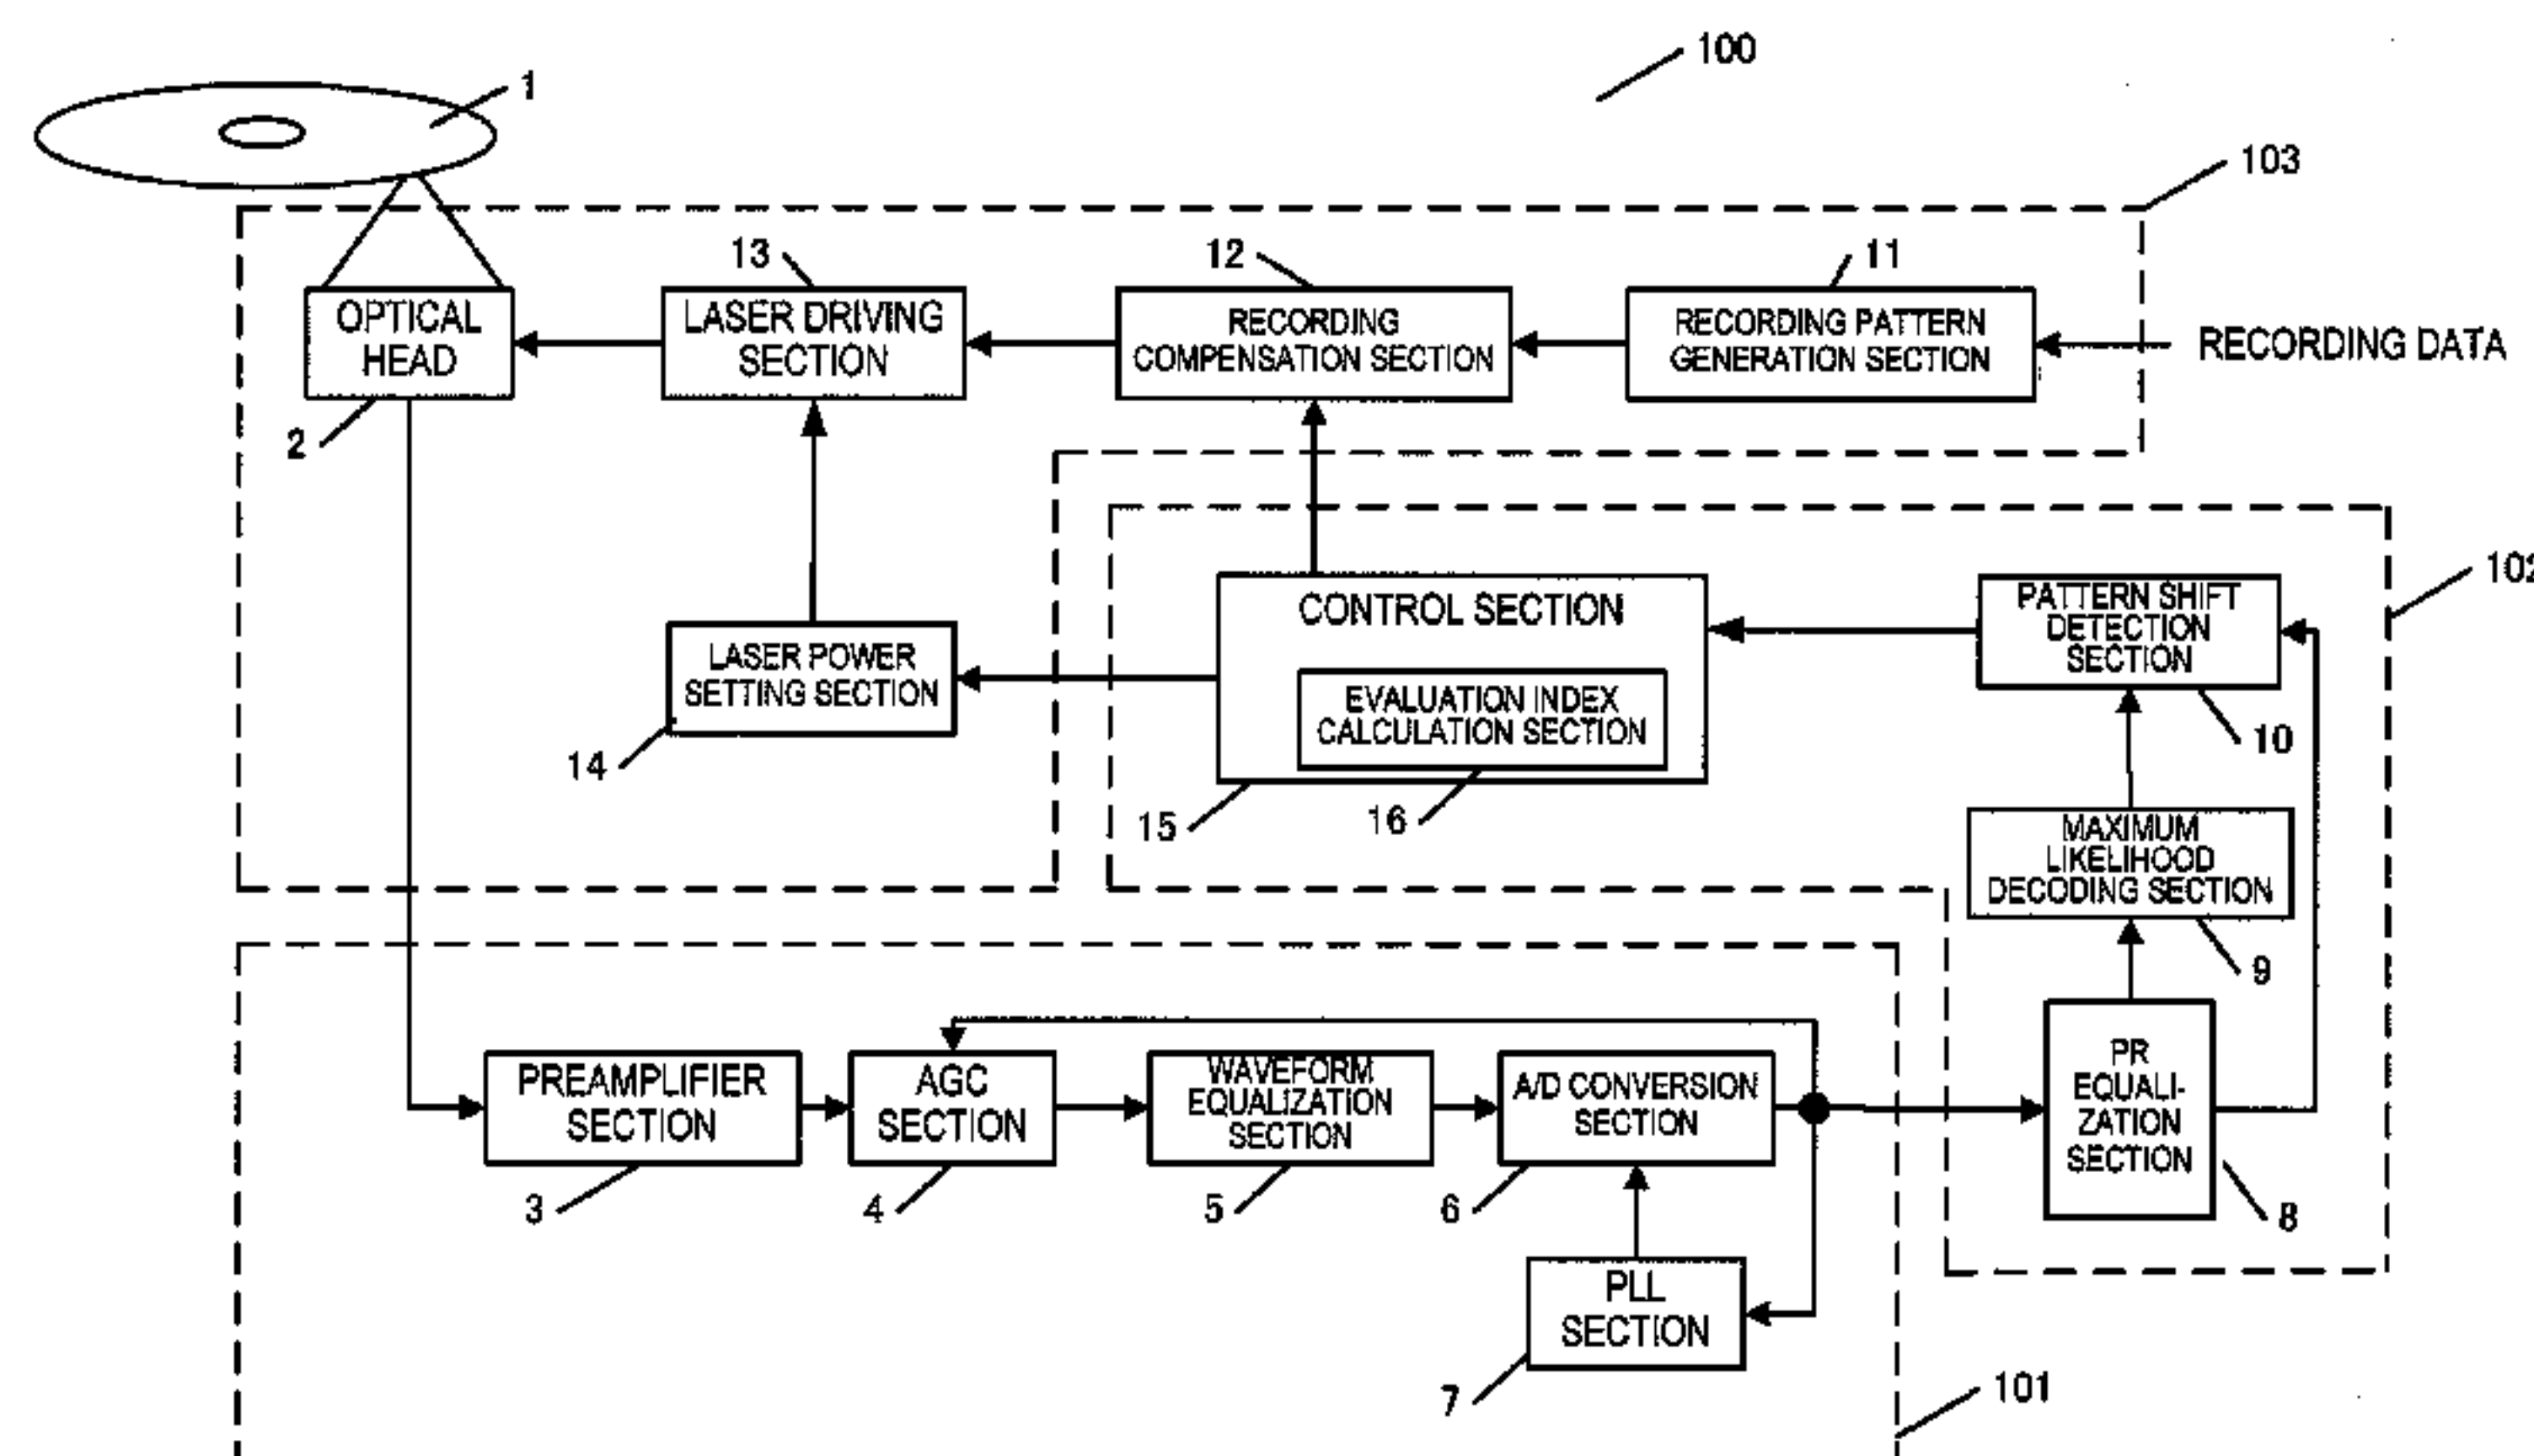 100
1
103
13
12
11
OPTICAL
HEAD
LASER DRIVING
SECTION
RECORDING
COMPENSATION SECTION
RECORDING PATTERN
GENERATION SECTION
RECORDING DATA
2
102
CONTROL SECTION
PATTERN SHIFT
DETECTION
SECTION
LASER POWER
SETTING SECTION
EVALUATION INDEX
CALCULATION SECTION
10
14
15
16
MAXIMUM
LIKELIHOOD
DECODING SECTION
9
PREAMPLIFIER
SECTION
AGC
SECTION
WAVEFORM
EQUALIZATION
SECTION
A/D CONVERSION
SECTION
PR
EQUALI-
ZATION
SECTION
3
4
5
6
8
PLL
SECTION
7
101